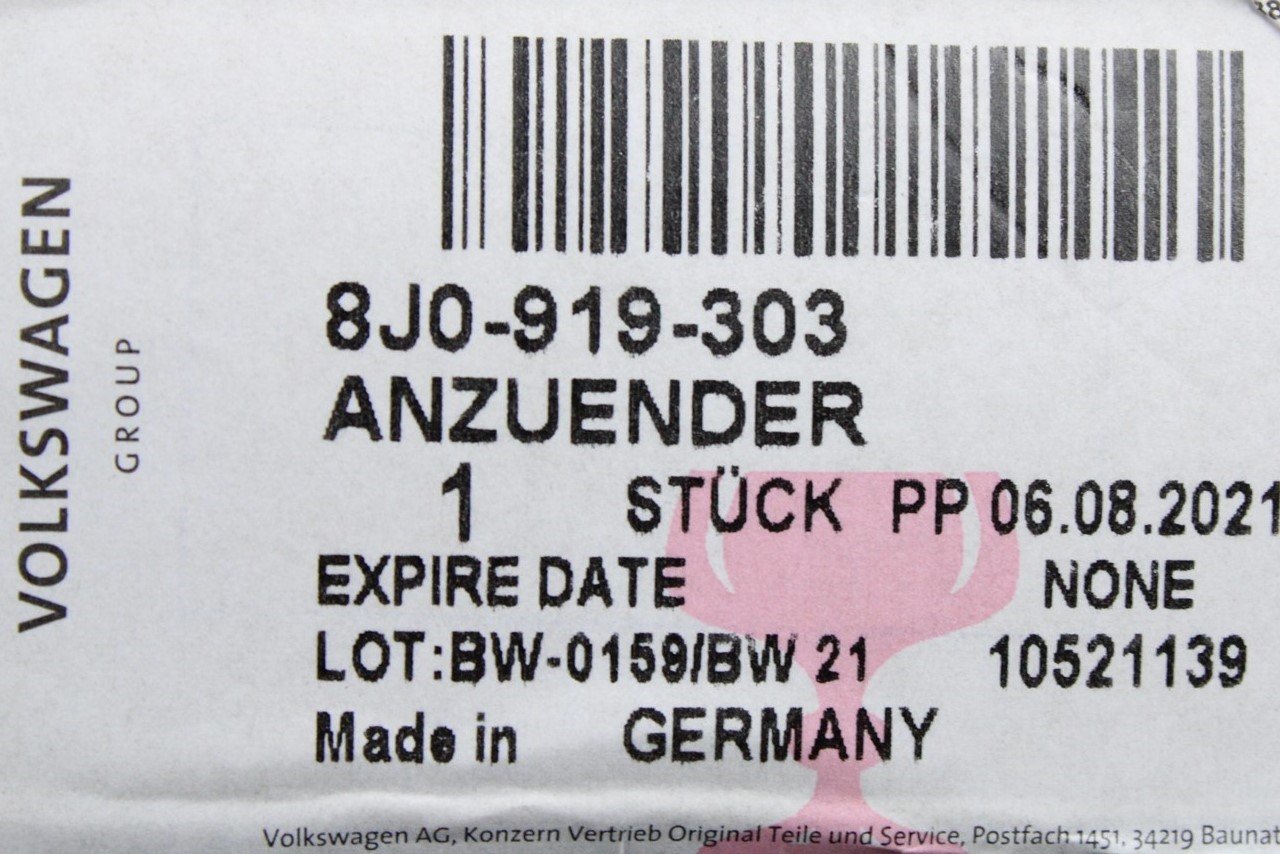 VOLKSWAGEN
GROUP
8J0-919-303
ANZUENDER
1 STÜCK PP 06.08.2021
EXPIRE DATE NONE
LOT:BW-0159/BW 21 10521139
Made in GERMANY
Volkswagen AG, Konzern Vertrieb Original Teile und Service, Postfach 1451, 34219 Baunat